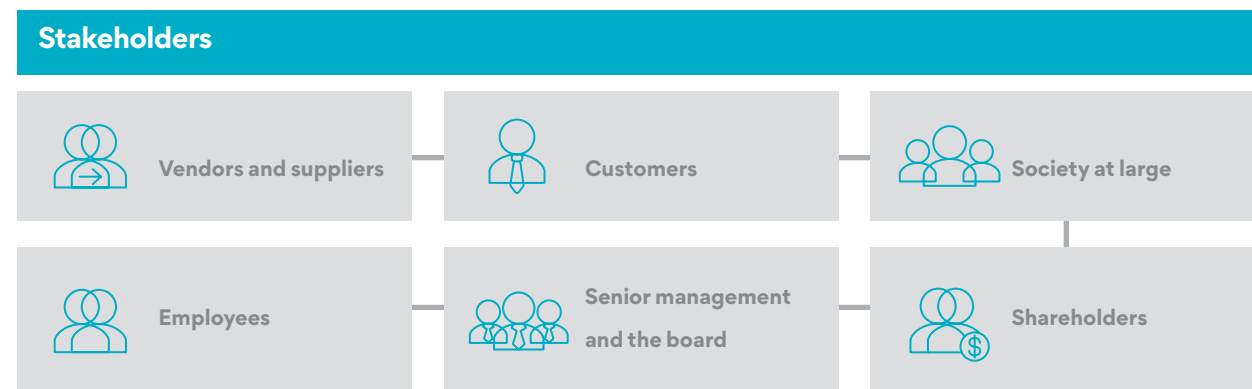 Stakeholders
Vendors and suppliers
Customers
Society at large
Employees
Senior management
and the board
Shareholders
$